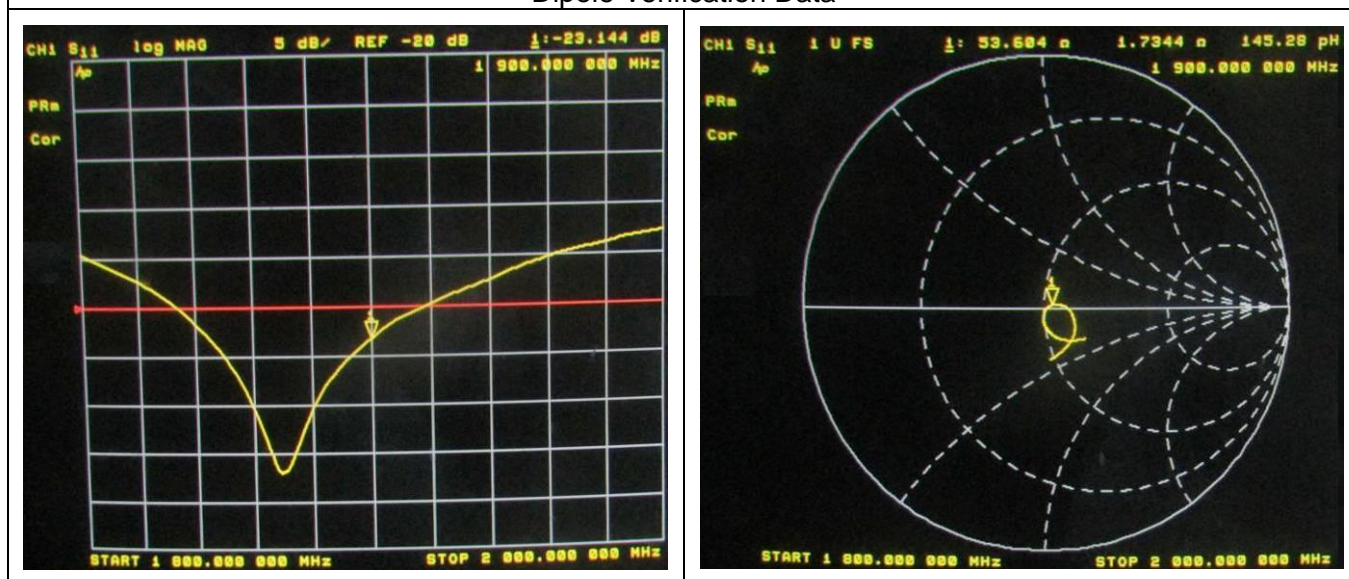 CH1 S11 log MAG 5 dB/ REF -20 dB 1:-23.144 dB
hp
1 900.000 000 MHz
PRm
Cor
START 1 800.000 000 MHz STOP 2 000.000 000 MHz
CH1 S11 1 U FS 1: 53.604 Ω 1.7344 Ω 145.28 pH
hp
1 900.000 000 MHz
PRm
Cor
START 1 800.000 000 MHz STOP 2 000.000 000 MHz